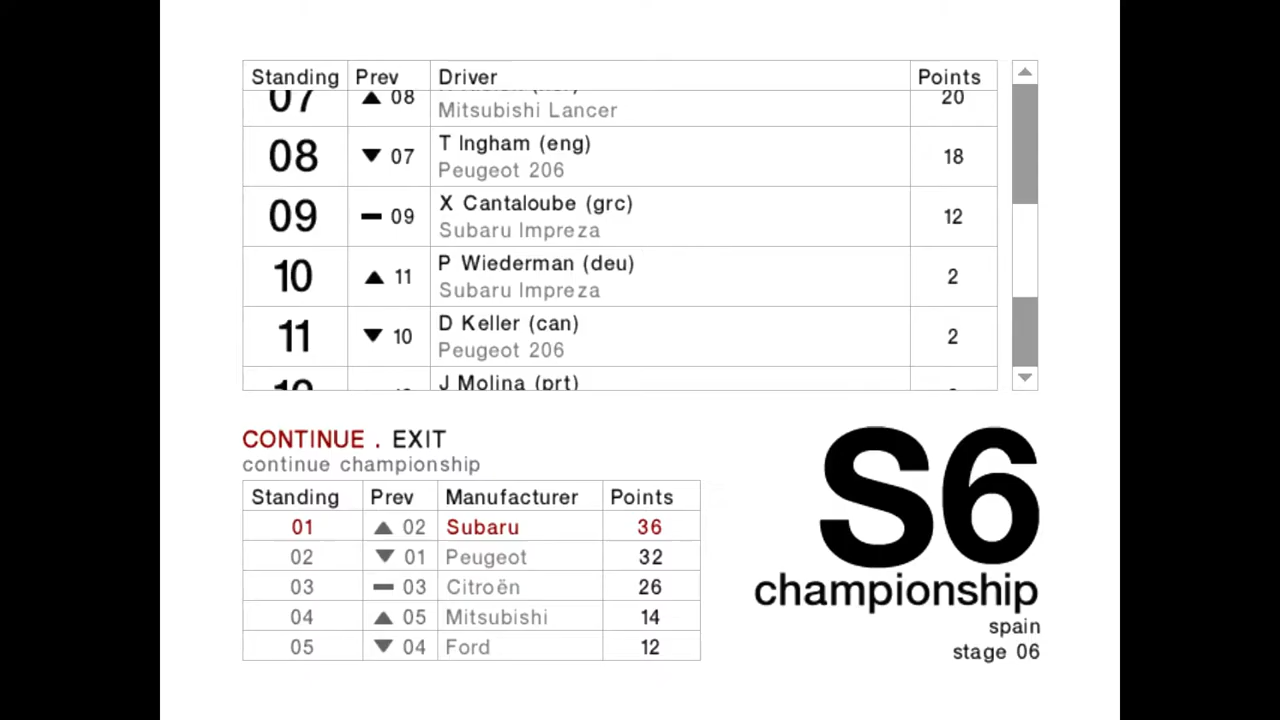 Standing Prev Driver Points
07 08 20
Mitsubishi Lancer
08 07 T Ingham (eng) 18
Peugeot 206
09 09 X Cantaloube (grc) 12
Subaru Impreza
10 11 P Wiederman (deu) 2
Subaru Impreza
11 10 D Keller (can) 2
Peugeot 206
J Molina (prt)
CONTINUE . EXIT
continue championship
Standing Prev Manufacturer Points
01 02 Subaru 36
02 01 Peugeot 32
03 03 Citroën 26
04 05 Mitsubishi 14
05 04 Ford 12
S6
championship
spain
stage 06